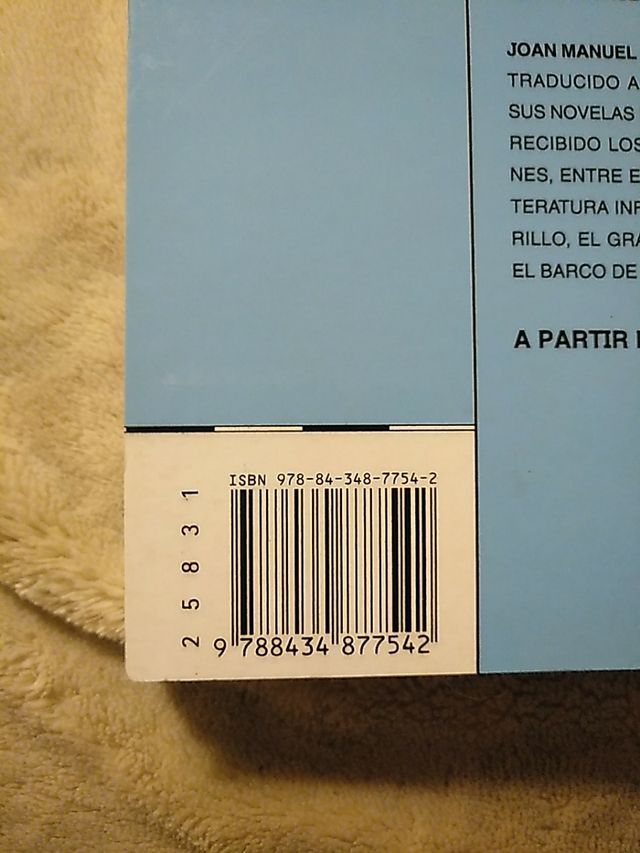 JOAN MANUEL
TRADUCIDO A
SUS NOVELAS
RECIBIDO LOS
NES, ENTRE E
TERATURA INF
RILLO, EL GRA
EL BARCO DE
A PARTIR
ISBN 978-84-348-7754-2
25831
9 788434 877542